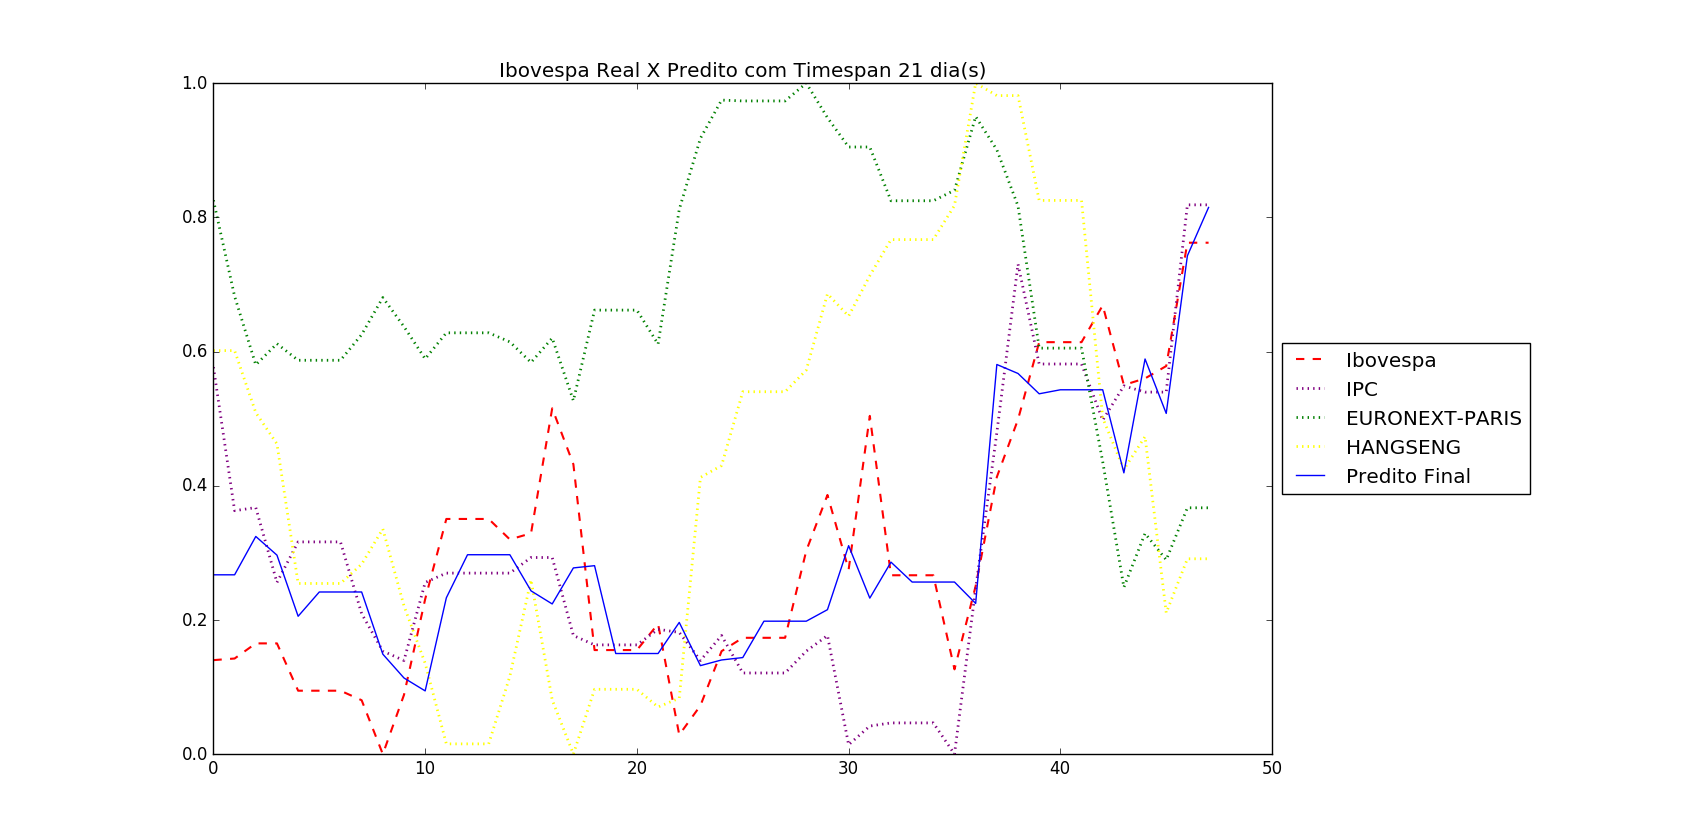 Ibovespa Real X Predito com Timespan 21 dia(s)
1.0
0.8
0.6
0.4
0.2
0.0
0 10 20 30 40 50
Ibovespa
IPC
EURONEXT-PARIS
HANGSENG
Predito Final